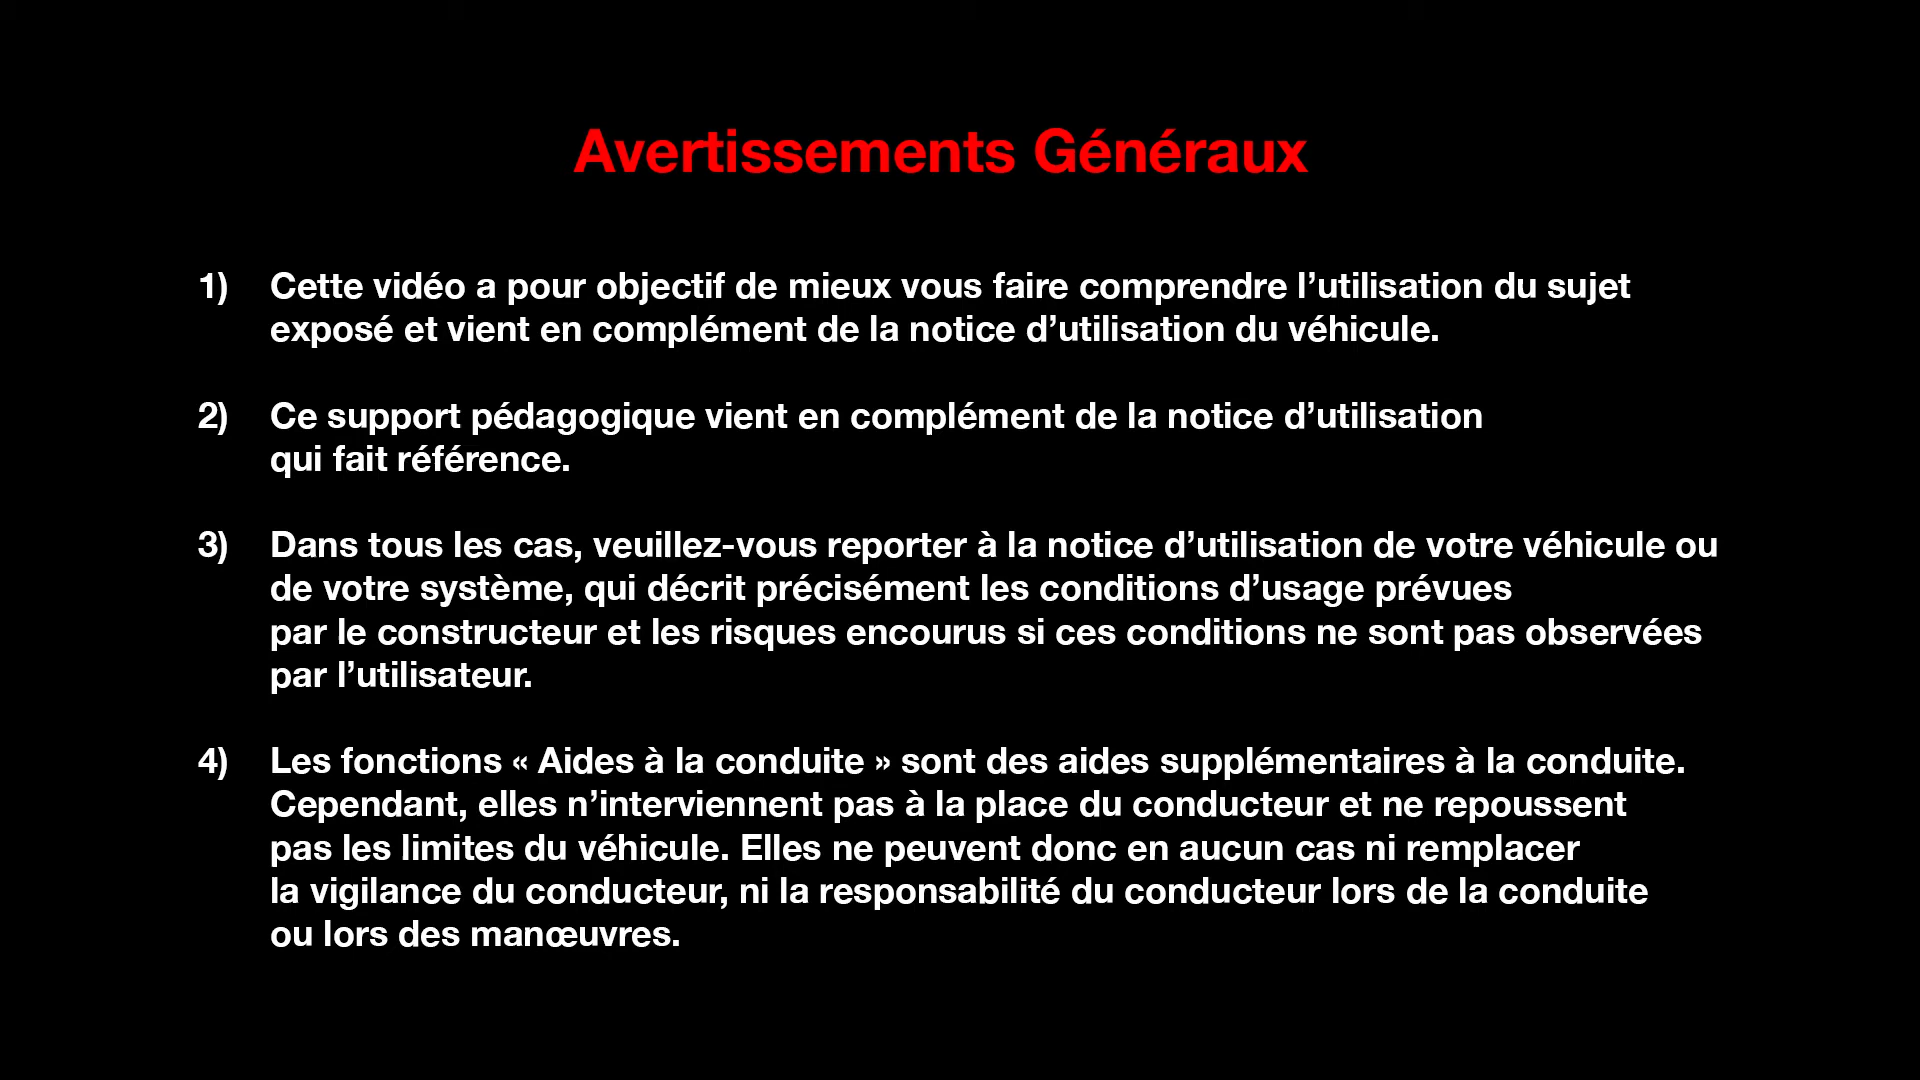 Avertissements Généraux
1) Cette vidéo a pour objectif de mieux vous faire comprendre l’utilisation du sujet
exposé et vient en complément de la notice d’utilisation du véhicule.
2) Ce support pédagogique vient en complément de la notice d’utilisation
qui fait référence.
3) Dans tous les cas, veuillez-vous reporter à la notice d’utilisation de votre véhicule ou
de votre système, qui décrit précisément les conditions d’usage prévues
par le constructeur et les risques encourus si ces conditions ne sont pas observées
par l’utilisateur.
4) Les fonctions « Aides à la conduite » sont des aides supplémentaires à la conduite.
Cependant, elles n’interviennent pas à la place du conducteur et ne repoussent
pas les limites du véhicule. Elles ne peuvent donc en aucun cas ni remplacer
la vigilance du conducteur, ni la responsabilité du conducteur lors de la conduite
ou lors des manœuvres.